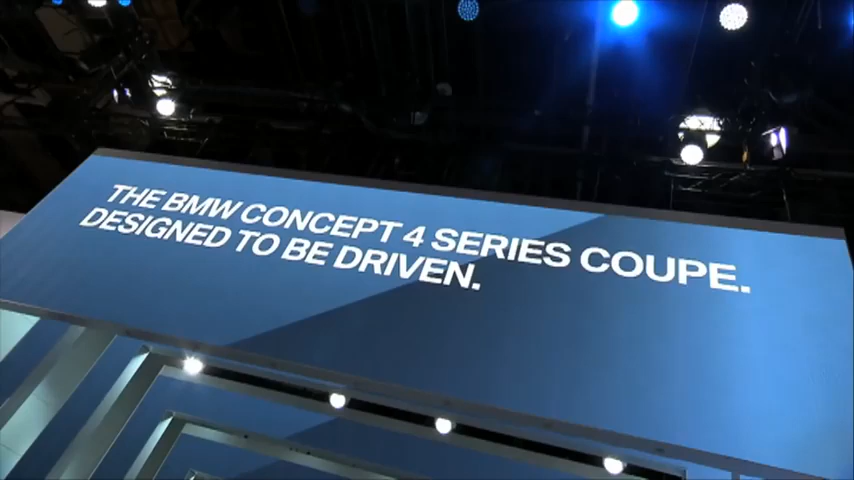 THE BMW CONCEPT 4 SERIES COUPE.
DESIGNED TO BE DRIVEN.